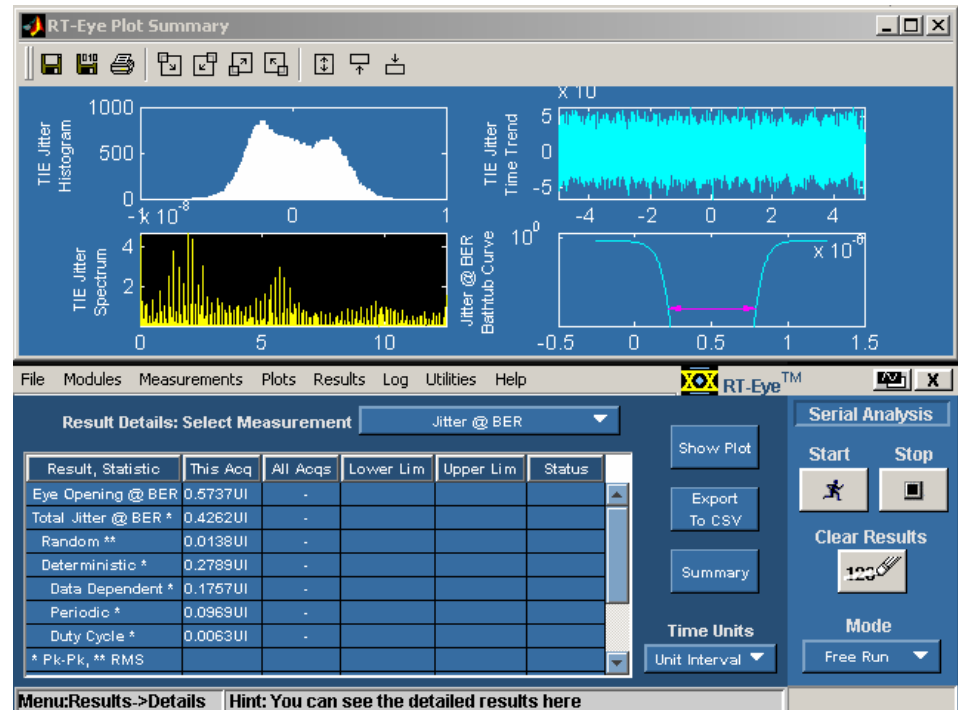 RT-Eye Plot Summary
TIE Jitter
Histogram
1000
500
0
0
1
TIE Jitter
Time Trend
5
0
-5
-4
-2
0
2
4
TIE Jitter
Spectrum
4
2
0
5
10
Jitter @ BER
Bathtub Curve
10⁰
-0.5
0
0.5
1
1.5
File Modules Measurements Plots Results Log Utilities Help
RT-Eye™
Result Details: Select Measurement
Jitter @ BER
Result, Statistic This Acq All Acqs Lower Lim Upper Lim Status
Eye Opening @ BER 0.5737UI -
Total Jitter @ BER * 0.4262UI -
Random ** 0.0138UI -
Deterministic * 0.2789UI -
Data Dependent * 0.1757UI -
Periodic * 0.0969UI -
Duty Cycle * 0.0063UI -
* Pk-Pk, ** RMS
Show Plot
Export
To CSV
Summary
Time Units
Unit Interval
Serial Analysis
Start Stop
Clear Results
123
Mode
Free Run
Menu:Results->Details Hint: You can see the detailed results here